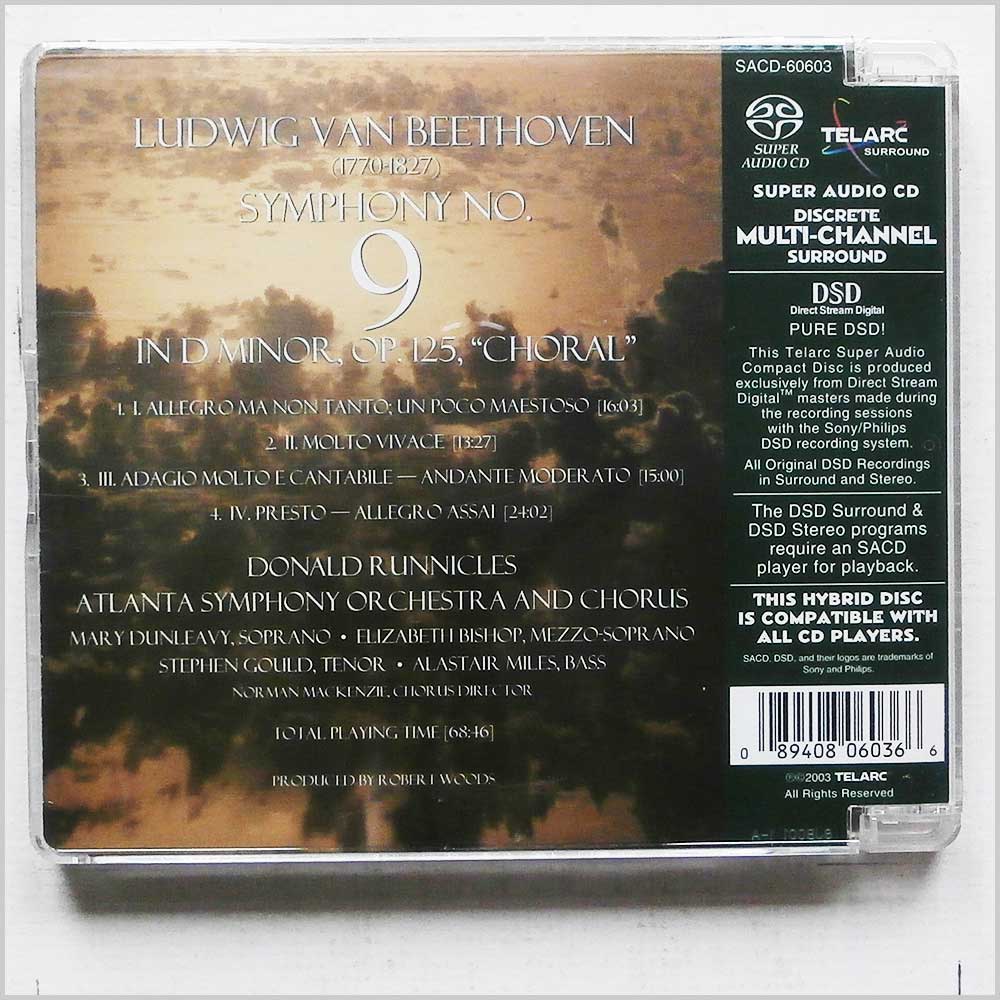 LUDWIG VAN BEETHOVEN
(1770-1827)
SYMPHONY NO.
9
IN D MINOR, OP. 125, “CHORAL”
1. I. ALLEGRO MA NON TANTO; UN POCO MAESTOSO [16:03]
2. II. MOLTO VIVACE [13:27]
3. III. ADAGIO MOLTO E CANTABILE — ANDANTE MODERATO [15:00]
4. IV. PRESTO — ALLEGRO ASSAI [24:02]
DONALD RUNNICLES
ATLANTA SYMPHONY ORCHESTRA AND CHORUS
MARY DUNLEAVY, SOPRANO • ELIZABETH BISHOP, MEZZO-SOPRANO
STEPHEN GOULD, TENOR • ALASTAIR MILES, BASS
NORMAN MACKENZIE, CHORUS DIRECTOR
TOTAL PLAYING TIME [68:46]
PRODUCED BY ROBERT WOODS
SACD-60603
SUPER
AUDIO CD
TELARC
SURROUND
SUPER AUDIO CD
DISCRETE
MULTI-CHANNEL
SURROUND
DSD
Direct Stream Digital
PURE DSD!
This Telarc Super Audio
Compact Disc is produced
exclusively from Direct Stream
Digital™ masters made during
the recording sessions
with the Sony/Philips
DSD recording system.
All Original DSD Recordings
in Surround and Stereo.
The DSD Surround &
DSD Stereo programs
require an SACD
player for playback.
THIS HYBRID DISC
IS COMPATIBLE WITH
ALL CD PLAYERS.
SACD, DSD, and their logos are trademarks of
Sony and Philips.
0 89408 06036 6
℗©2003 TELARC
All Rights Reserved